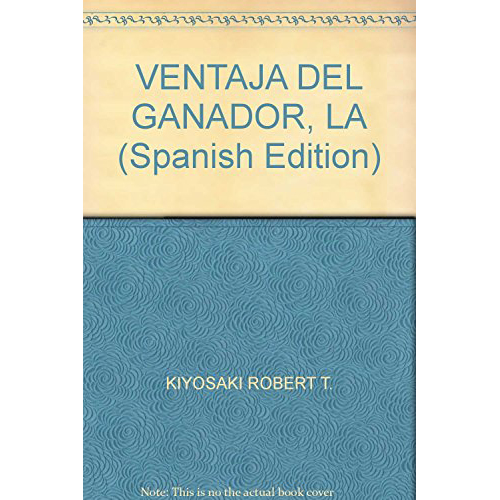 VENTAJA DEL
GANADOR, LA
(Spanish Edition)
KIYOSAKI ROBERT T.
Note: This is no the actual book cover